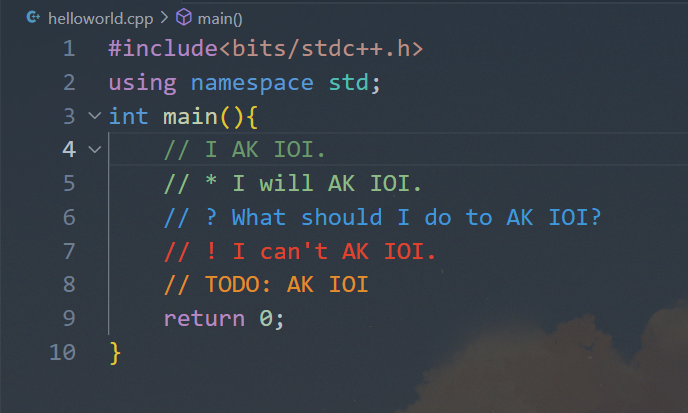 helloworld.cpp > main()
1 #include<bits/stdc++.h>
2 using namespace std;
3 int main(){
4 // I AK IOI.
5 // * I will AK IOI.
6 // ? What should I do to AK IOI?
7 // ! I can't AK IOI.
8 // TODO: AK IOI
9 return 0;
10 }